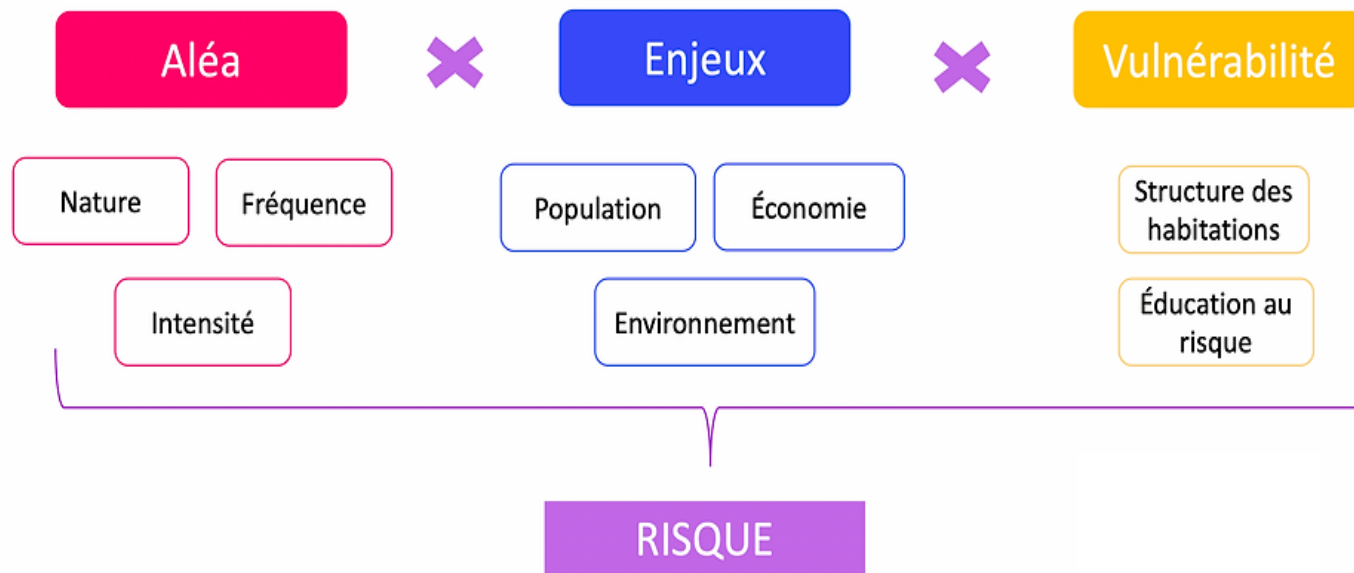 Aléa
Enjeux
Vulnérabilité
Nature
Fréquence
Intensité
Population
Économie
Environnement
Structure des
habitations
Éducation au
risque
RISQUE